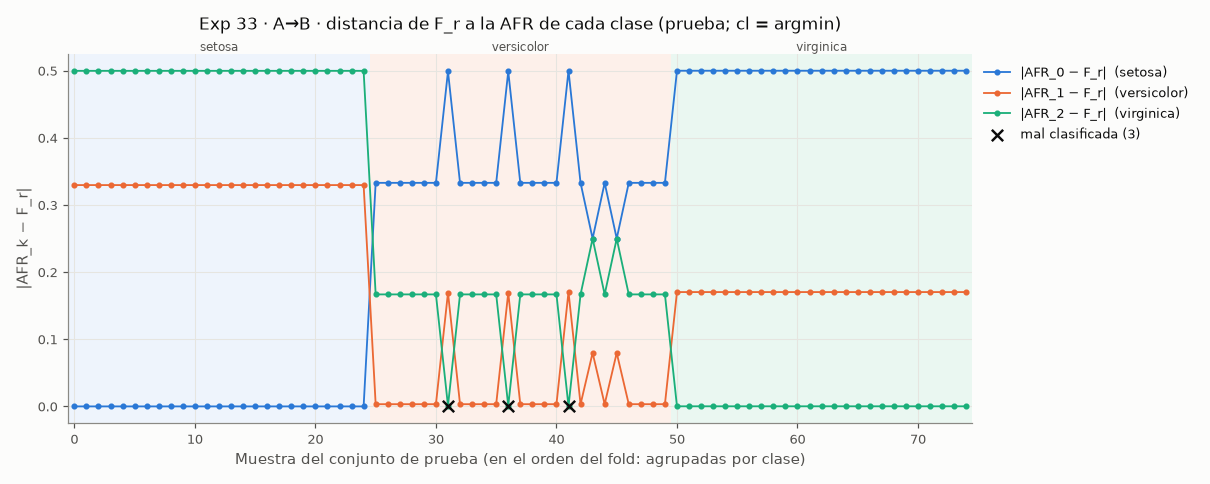 Exp 33 · A→B · distancia de F_r a la AFR de cada clase (prueba; cl = argmin)
setosa
versicolor
virginica
|AFR_0 − F_r| (setosa)
|AFR_1 − F_r| (versicolor)
|AFR_2 − F_r| (virginica)
mal clasificada (3)
|AFR_k − F_r|
0.5
0.4
0.3
0.2
0.1
0.0
0 10 20 30 40 50 60 70
Muestra del conjunto de prueba (en el orden del fold: agrupadas por clase)